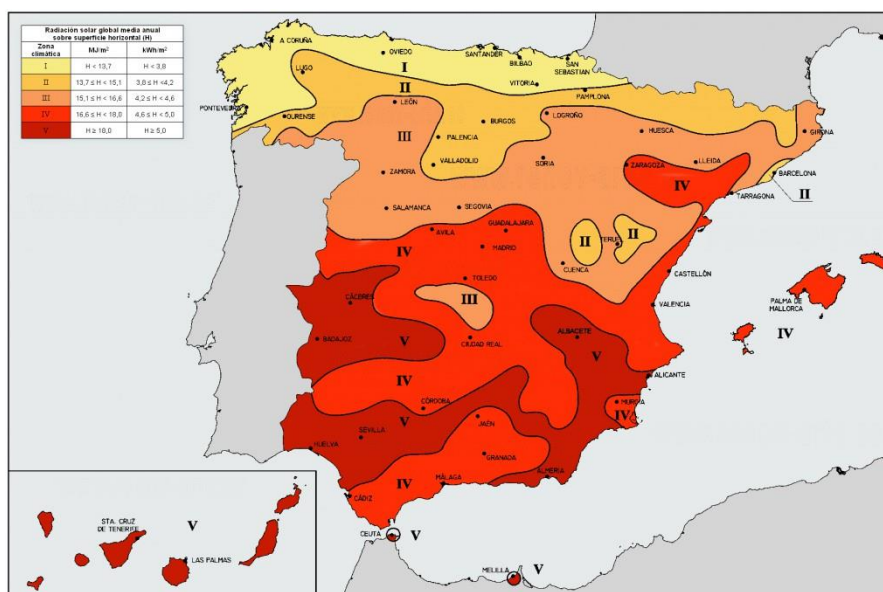 Radiación solar global media anual
sobre superficie horizontal (H)
Zona climática MJ/m² kWh/m²
I H < 13,7 H < 3,8
II 13,7 ≤ H < 15,1 3,8 ≤ H <4,2
III 15,1 ≤ H < 16,6 4,2 ≤ H < 4,6
IV 16,6 ≤ H < 18,0 4,6 ≤ H < 5,0
V H ≥ 18,0 H ≥ 5,0
A CORUÑA
OVIEDO
SANTANDER
BILBAO
SAN
SEBASTIAN
I
LUGO
VITORIA
II
PAMPLONA
PONTEVEDRA
OURENSE
LEÓN
BURGOS
LOGROÑO
HUESCA
GIRONA
III
PALENCIA
VALLADOLID
SORIA
ZARAGOZA
LLEIDA
BARCELONA
ZAMORA
IV
TARRAGONA
II
SALAMANCA
SEGOVIA
AVILA
GUADALAJARA
II
TERUEL
II
IV
MADRID
CUENCA
CASTELLÓN
TOLEDO
CÁCERES
III
VALENCIA
PALMA DE
MALLORCA
IV
BADAJOZ
V
CIUDAD REAL
ALBACETE
V
IV
ALICANTE
CÓRDOBA
V
MURCIA
IV
JAÉN
SEVILLA
HUELVA
GRANADA
ALMERIA
IV
MÁLAGA
CÁDIZ
CEUTA
V
MELILLA
V
STA. CRUZ
DE TENERIFE
V
LAS PALMAS